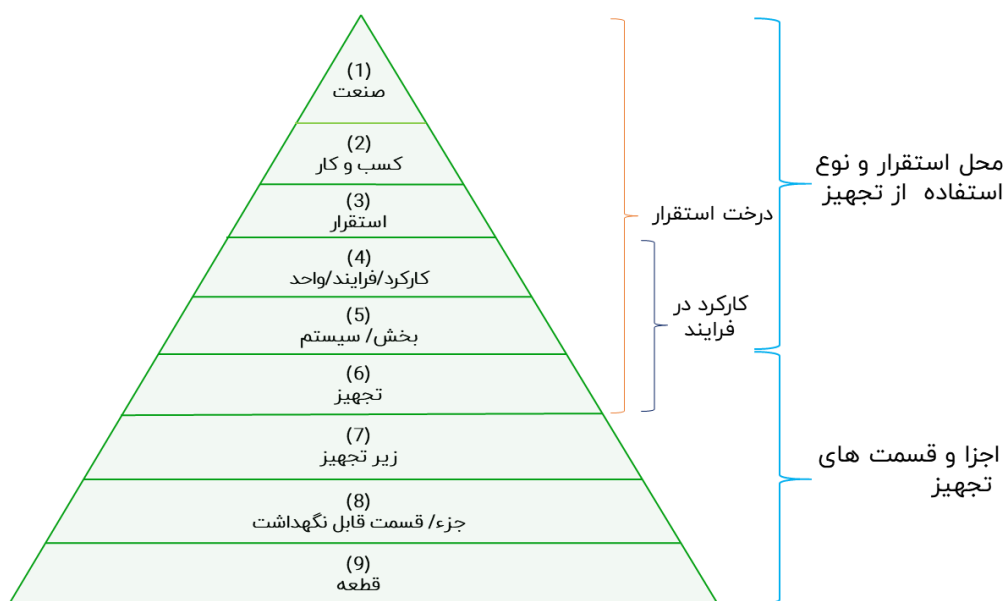 (1)
صنعت
(2)
کسب و کار
(3)
استقرار
(4)
کارکرد/فرایند/واحد
(5)
بخش/ سیستم
(6)
تجهیز
(7)
زیر تجهیز
(8)
جزء/ قسمت قابل نگهداشت
(9)
قطعه
درخت استقرار
کارکرد در
فرایند
محل استقرار و نوع
استفاده از تجهیز
اجزا و قسمت های
تجهیز